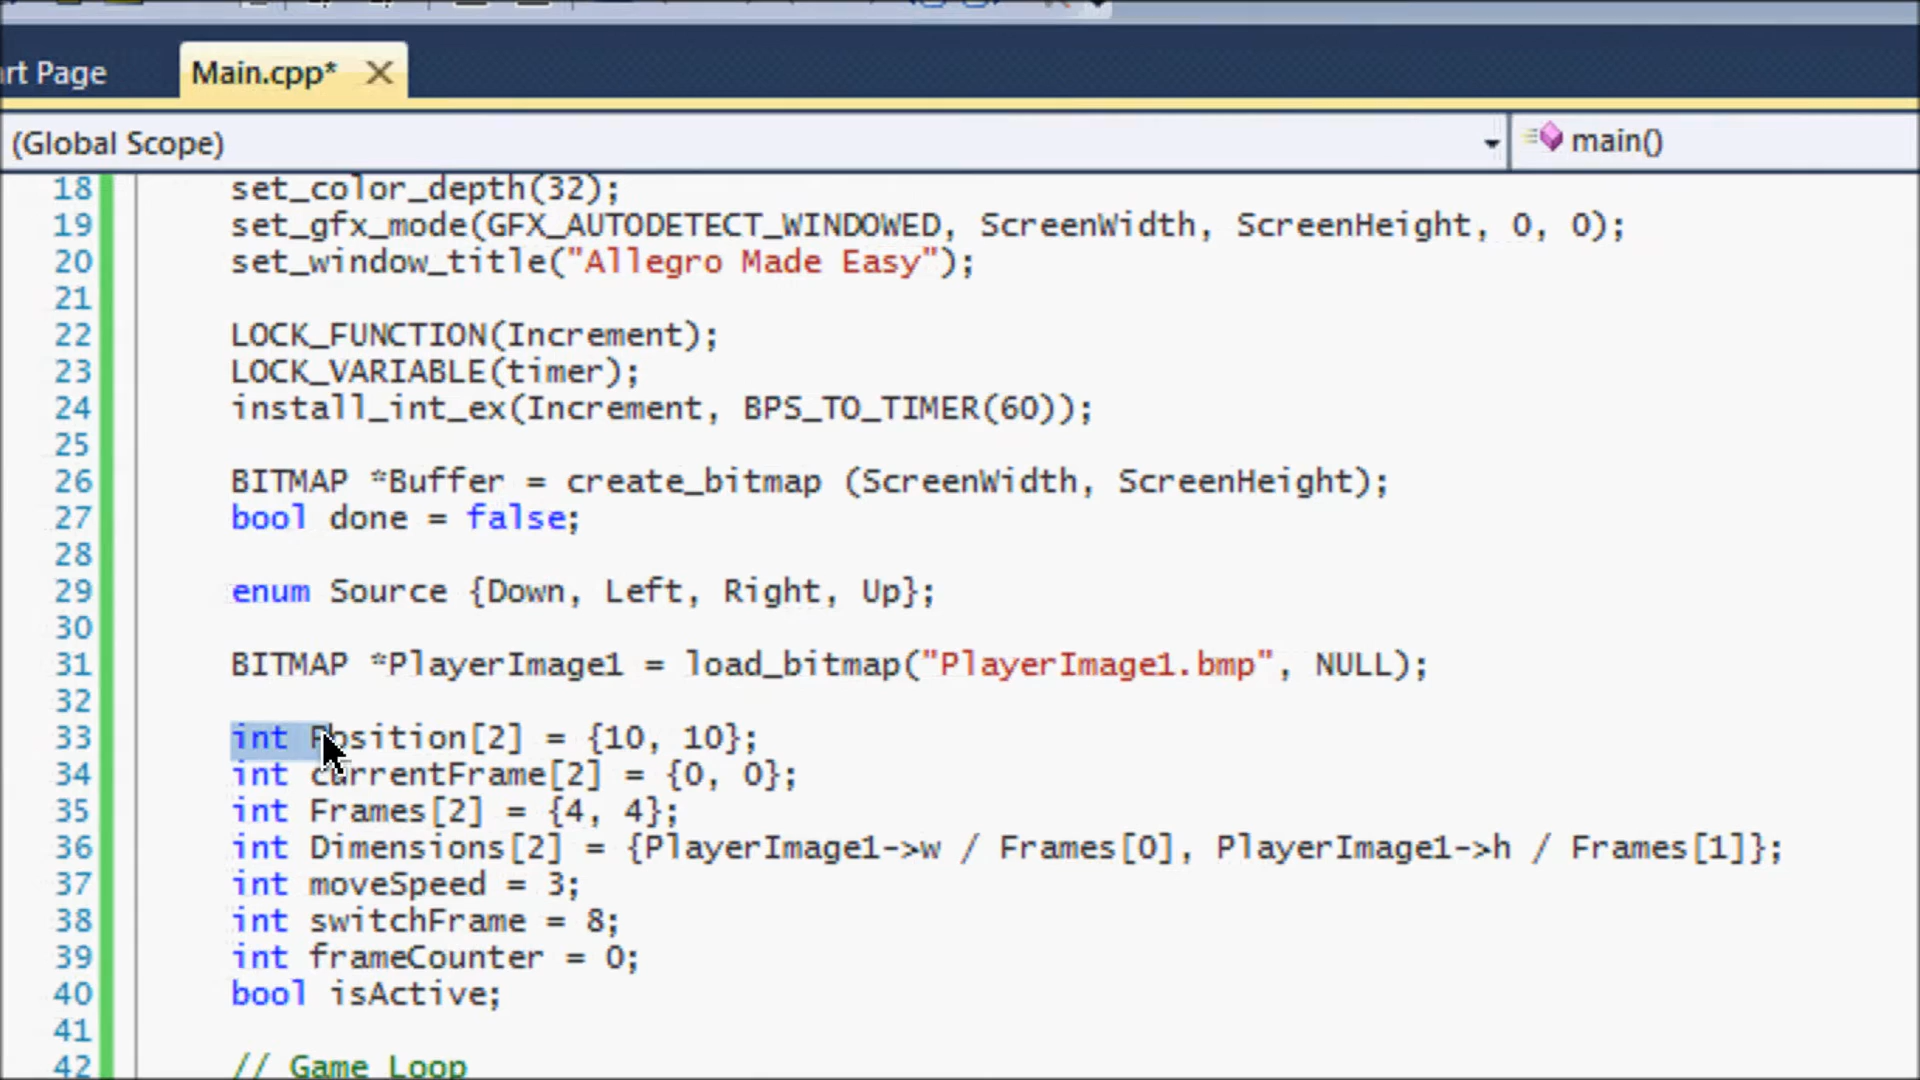 rt Page
Main.cpp*
(Global Scope)
main()
18 set_color_depth(32);
19 set_gfx_mode(GFX_AUTODETECT_WINDOWED, ScreenWidth, ScreenHeight, 0, 0);
20 set_window_title("Allegro Made Easy");
21
22 LOCK_FUNCTION(Increment);
23 LOCK_VARIABLE(timer);
24 install_int_ex(Increment, BPS_TO_TIMER(60));
25
26 BITMAP *Buffer = create_bitmap (ScreenWidth, ScreenHeight);
27 bool done = false;
28
29 enum Source {Down, Left, Right, Up};
30
31 BITMAP *PlayerImage1 = load_bitmap("PlayerImage1.bmp", NULL);
32
33 int Position[2] = {10, 10};
34 int currentFrame[2] = {0, 0};
35 int Frames[2] = {4, 4};
36 int Dimensions[2] = {PlayerImage1->w / Frames[0], PlayerImage1->h / Frames[1]};
37 int moveSpeed = 3;
38 int switchFrame = 8;
39 int frameCounter = 0;
40 bool isActive;
41
42 // Game Loop